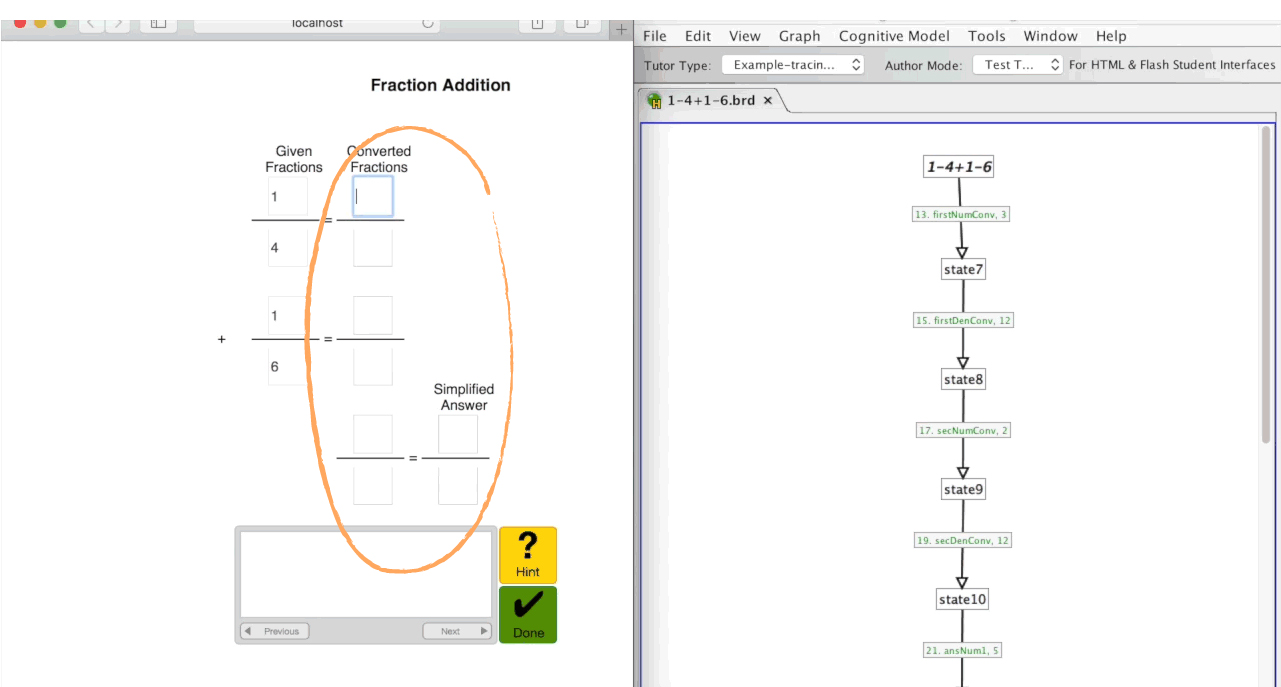 localhost
File Edit View Graph Cognitive Model Tools Window Help
Tutor Type: Example-tracin... Author Mode: Test T... For HTML & Flash Student Interfaces
1-4+1-6.brd ×
Fraction Addition
Given Fractions
Converted Fractions
1
=
4
1
+ =
6
Simplified Answer
=
?
Hint
Done
Previous
Next
1-4+1-6
13. firstNumConv, 3
state7
15. firstDenConv, 12
state8
17. secNumConv, 2
state9
19. secDenConv, 12
state10
21. ansNum1, 5